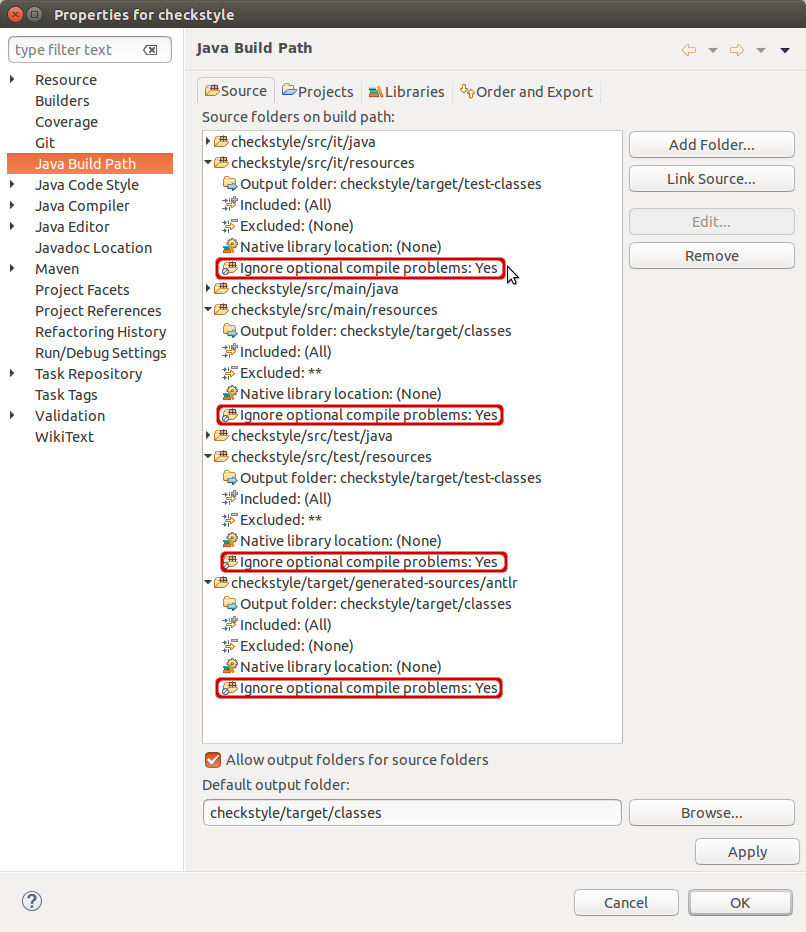 Properties for checkstyle
type filter text
Resource
Builders
Coverage
Git
Java Build Path
Java Code Style
Java Compiler
Java Editor
Javadoc Location
Maven
Project Facets
Project References
Refactoring History
Run/Debug Settings
Task Repository
Task Tags
Validation
WikiText
Java Build Path
Source Projects Libraries Order and Export
Source folders on build path:
checkstyle/src/it/java
checkstyle/src/it/resources
Output folder: checkstyle/target/test-classes
Included: (All)
Excluded: (None)
Native library location: (None)
Ignore optional compile problems: Yes
checkstyle/src/main/java
checkstyle/src/main/resources
Output folder: checkstyle/target/classes
Included: (All)
Excluded: **
Native library location: (None)
Ignore optional compile problems: Yes
checkstyle/src/test/java
checkstyle/src/test/resources
Output folder: checkstyle/target/test-classes
Included: (All)
Excluded: **
Native library location: (None)
Ignore optional compile problems: Yes
checkstyle/target/generated-sources/antlr
Output folder: checkstyle/target/classes
Included: (All)
Excluded: (None)
Native library location: (None)
Ignore optional compile problems: Yes
Add Folder...
Link Source...
Edit...
Remove
Allow output folders for source folders
Default output folder:
checkstyle/target/classes
Browse...
Apply
?
Cancel
OK